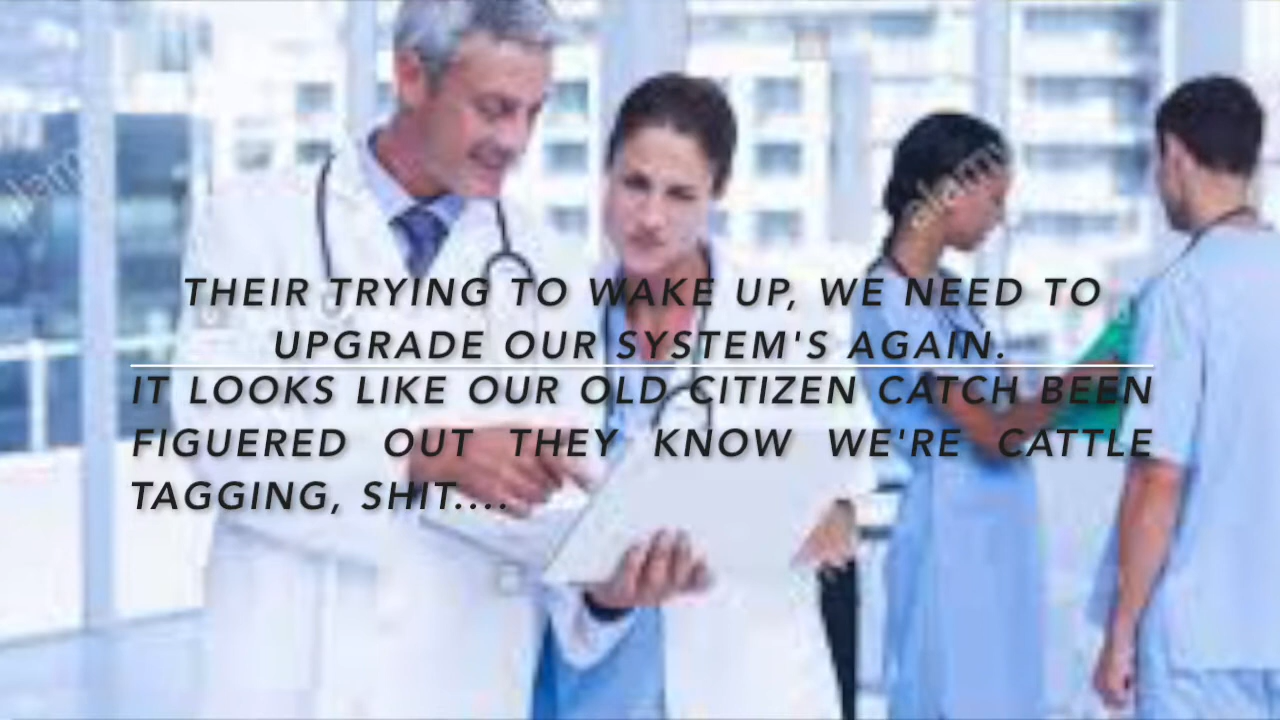 THEIR TRYING TO WAKE UP, WE NEED TO
UPGRADE OUR SYSTEM'S AGAIN.
IT LOOKS LIKE OUR OLD CITIZEN CATCH BEEN
FIGUERED OUT THEY KNOW WE'RE CATTLE
TAGGING, SHIT....